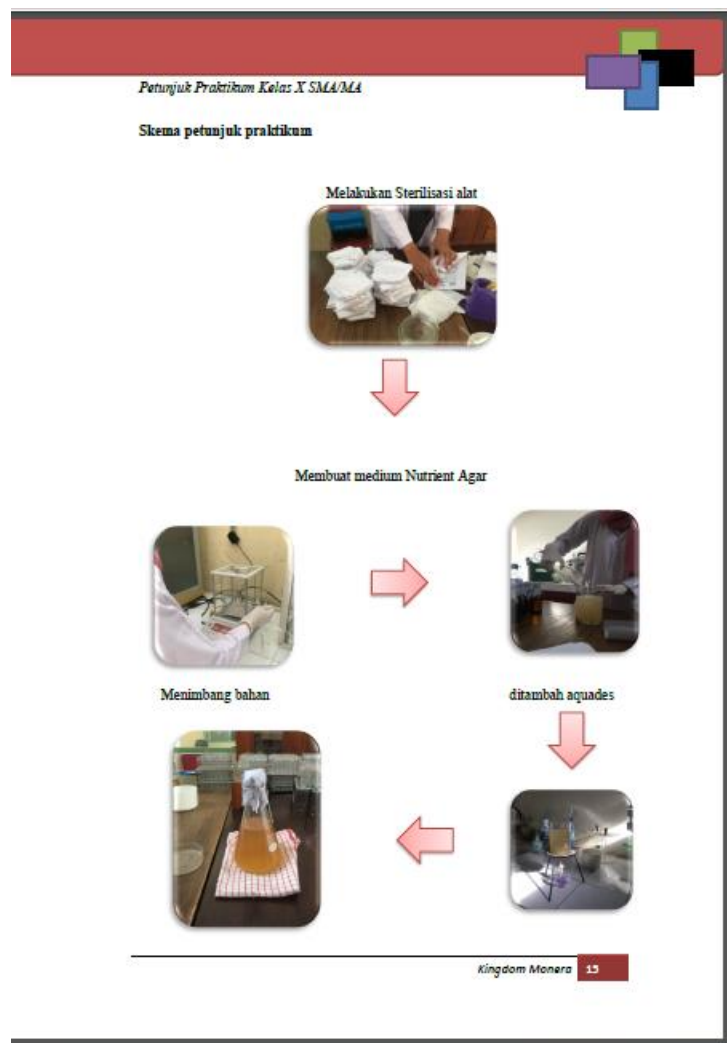 Petunjuk Praktikum Kelas X SMA/MA
Skema petunjuk praktikum
Melakukan Sterilisasi alat
Membuat medium Nutrient Agar
Menimbang bahan
ditambah aquades
Kingdom Monera 15